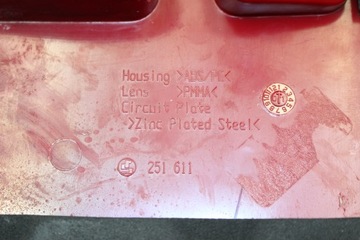 Housing >ABS/PC<
Lens >PMMA<
Circuit Plate
>Zinc Plated Steel<
251 611